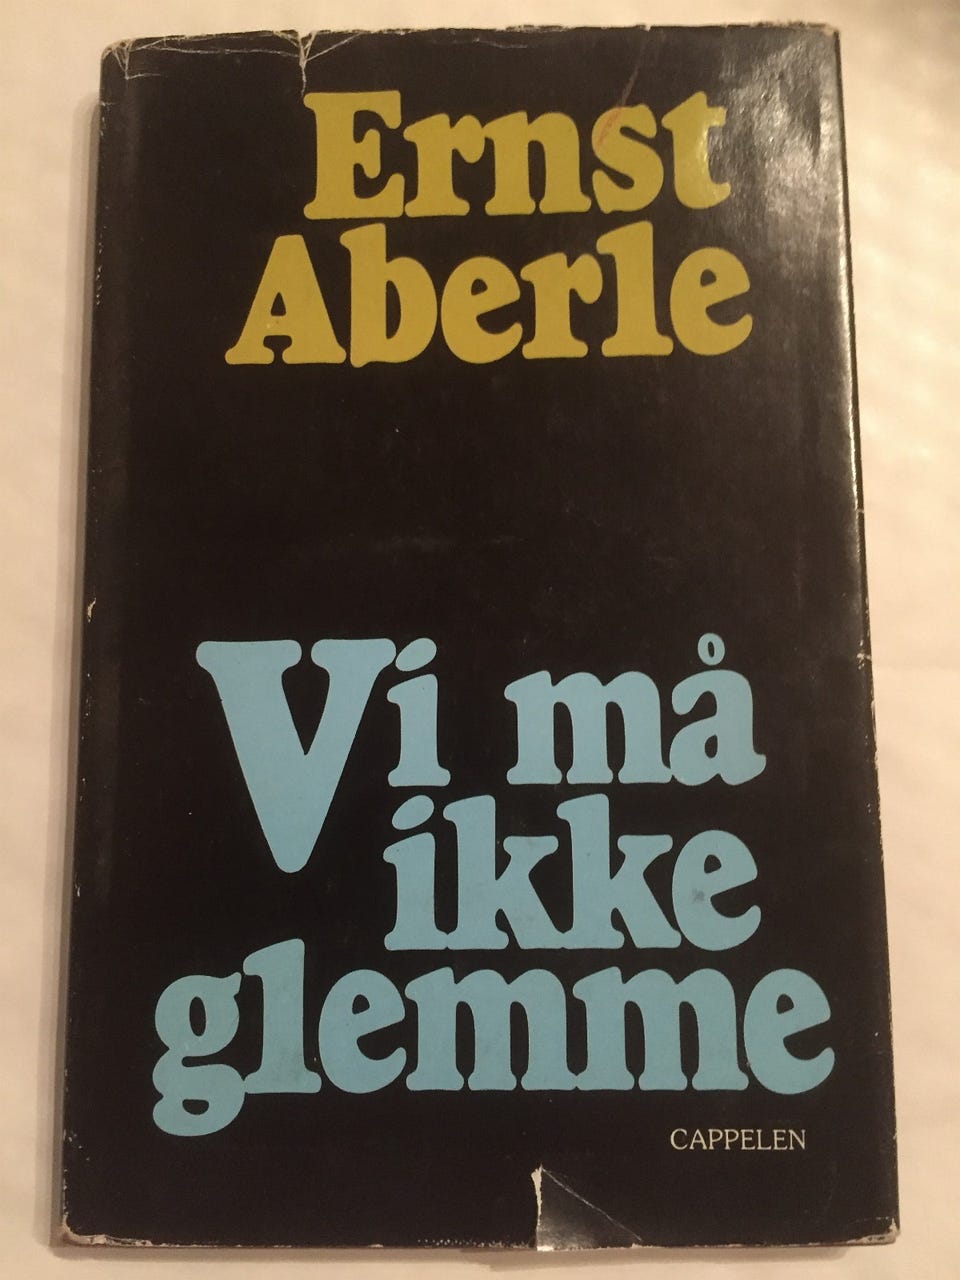 Ernst
Aberle
Vi må
ikke
glemme
CAPPELEN